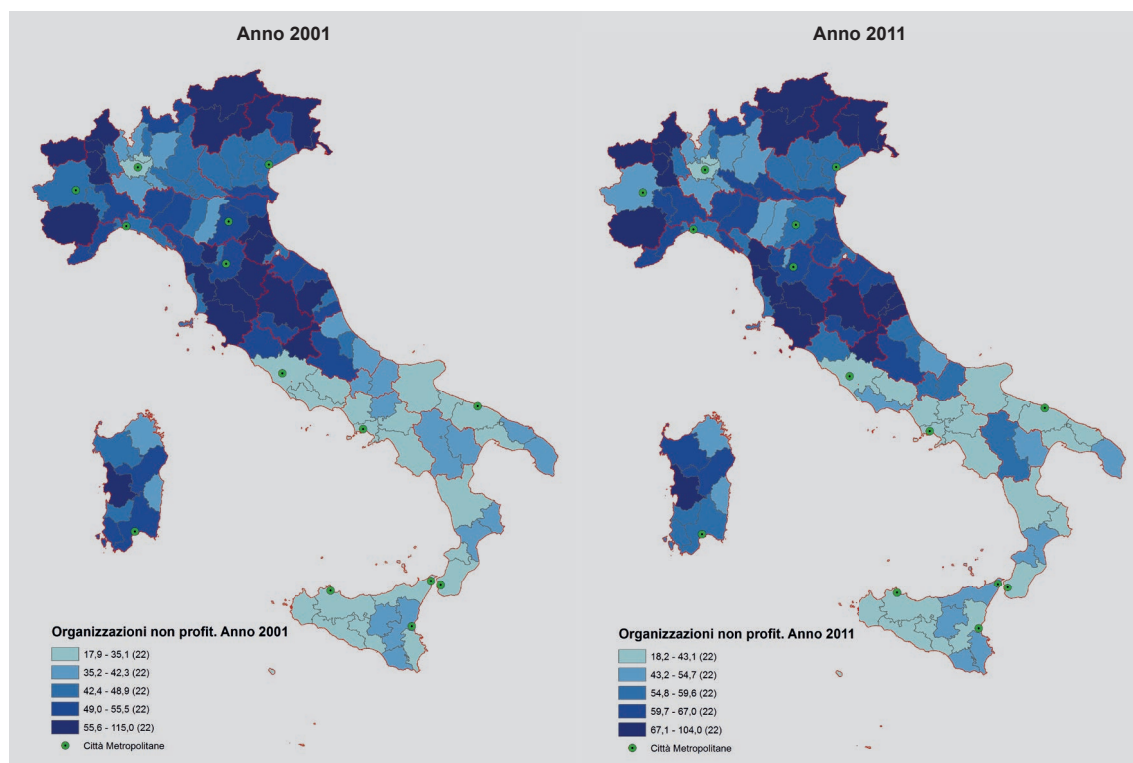 Anno 2001
Organizzazioni non profit. Anno 2001
17,9 - 35,1 (22)
35,2 - 42,3 (22)
42,4 - 48,9 (22)
49,0 - 55,5 (22)
55,6 - 115,0 (22)
Città Metropolitane
Anno 2011
Organizzazioni non profit. Anno 2011
18,2 - 43,1 (22)
43,2 - 54,7 (22)
54,8 - 59,6 (22)
59,7 - 67,0 (22)
67,1 - 104,0 (22)
Città Metropolitane